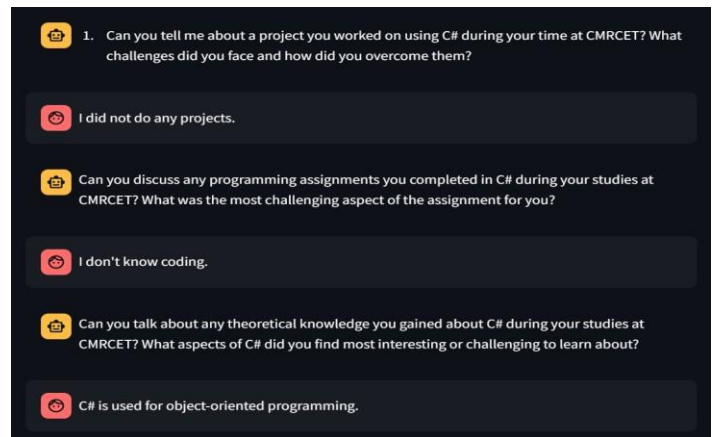 1. Can you tell me about a project you worked on using C# during your time at CMRCET? What
challenges did you face and how did you overcome them?
I did not do any projects.
Can you discuss any programming assignments you completed in C# during your studies at
CMRCET? What was the most challenging aspect of the assignment for you?
I don't know coding.
Can you talk about any theoretical knowledge you gained about C# during your studies at
CMRCET? What aspects of C# did you find most interesting or challenging to learn about?
C# is used for object-oriented programming.